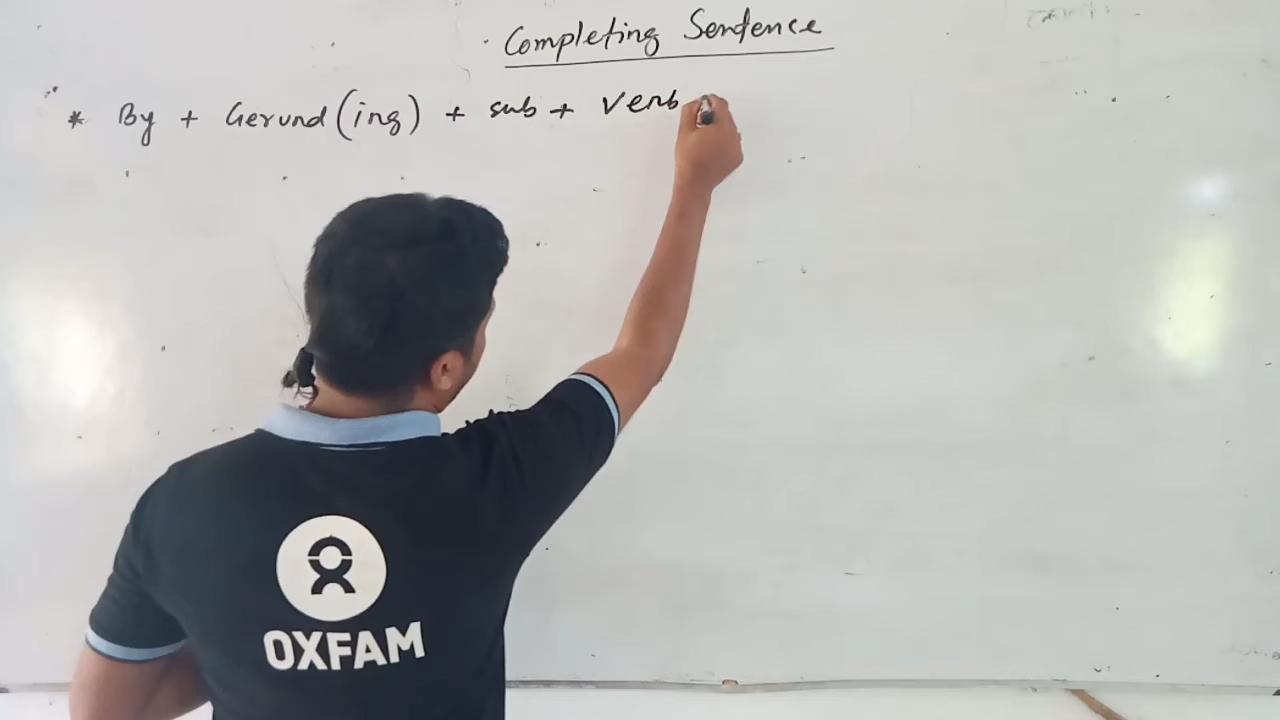 Completing Sentence
* By + Gerund (ing) + sub + Verb
OXFAM